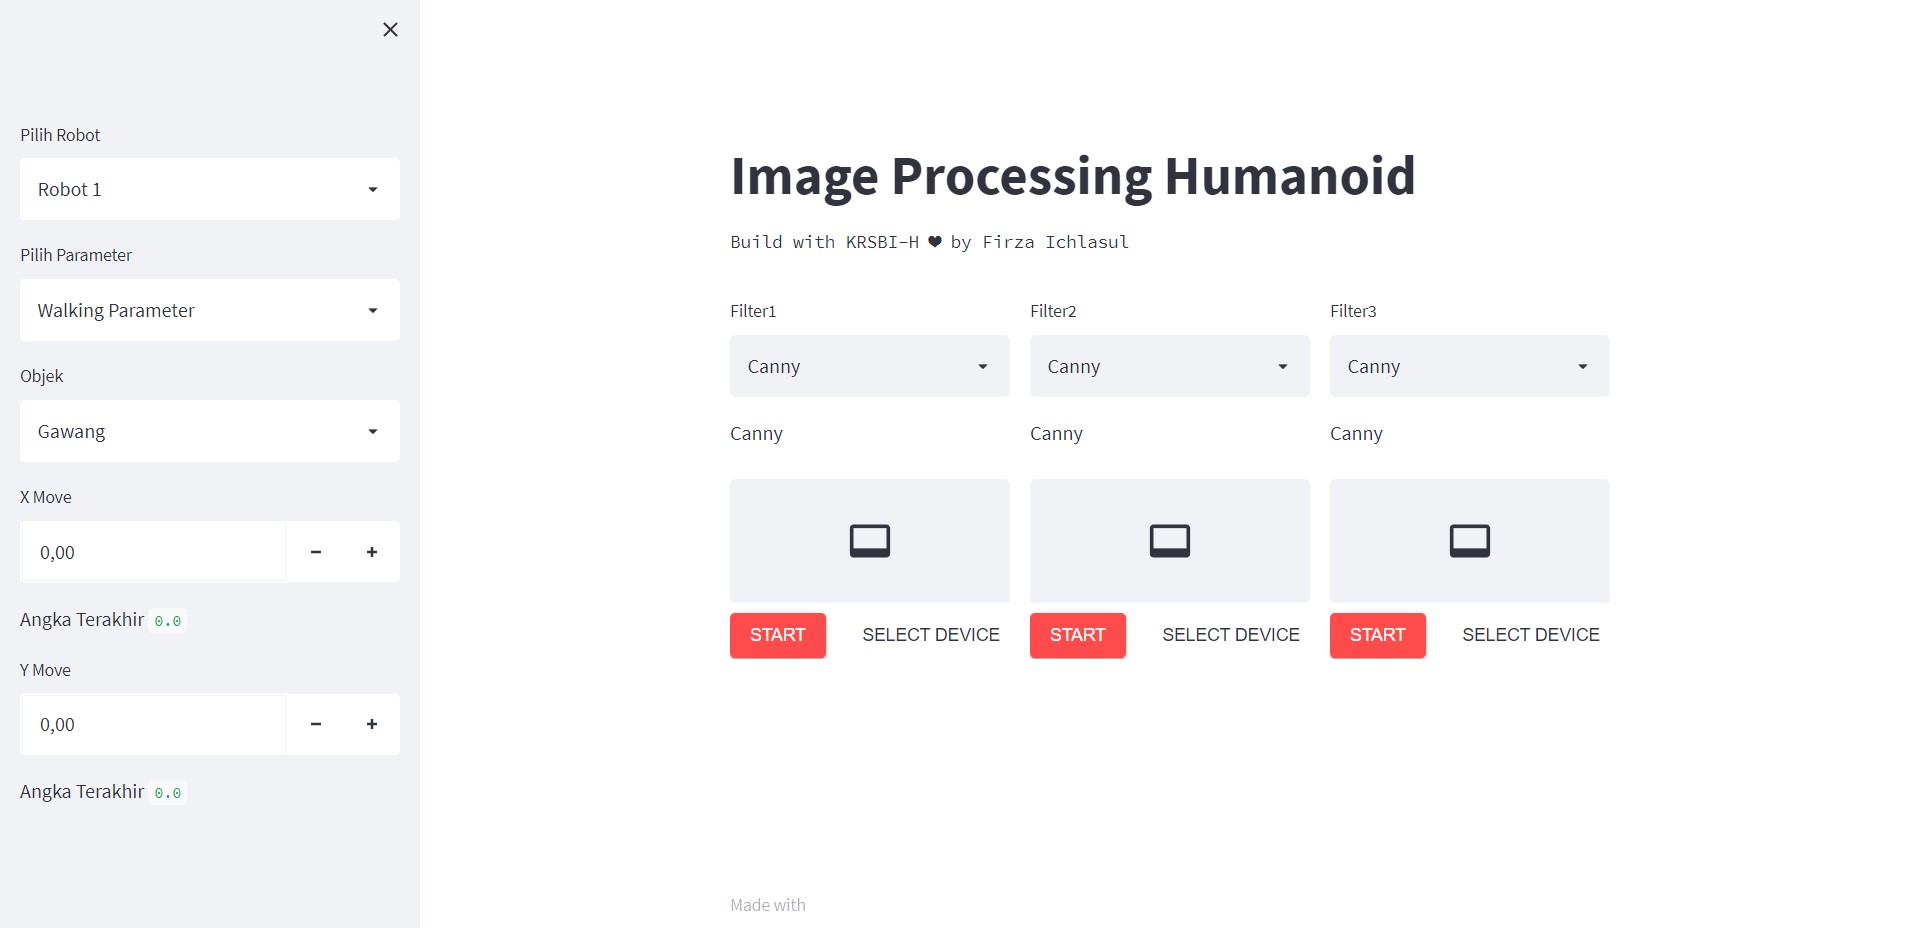 Pilih Robot
Robot 1
Pilih Parameter
Walking Parameter
Objek
Gawang
X Move
0,00
Angka Terakhir 0.0
Y Move
0,00
Angka Terakhir 0.0
Image Processing Humanoid
Build with KRSBI-H ❤ by Firza Ichlasul
Filter1 Filter2 Filter3
Canny Canny Canny
Canny Canny Canny
START SELECT DEVICE START SELECT DEVICE START SELECT DEVICE
Made with